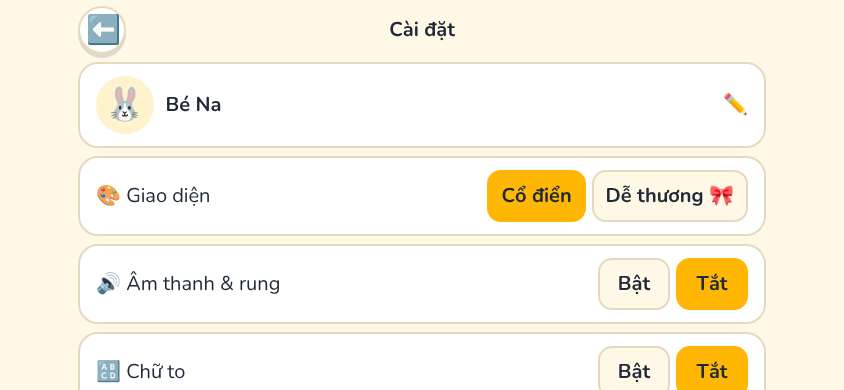 Cài đặt
Bé Na
Giao diện Cổ điển Dễ thương
Âm thanh & rung Bật Tắt
Chữ to Bật Tắt